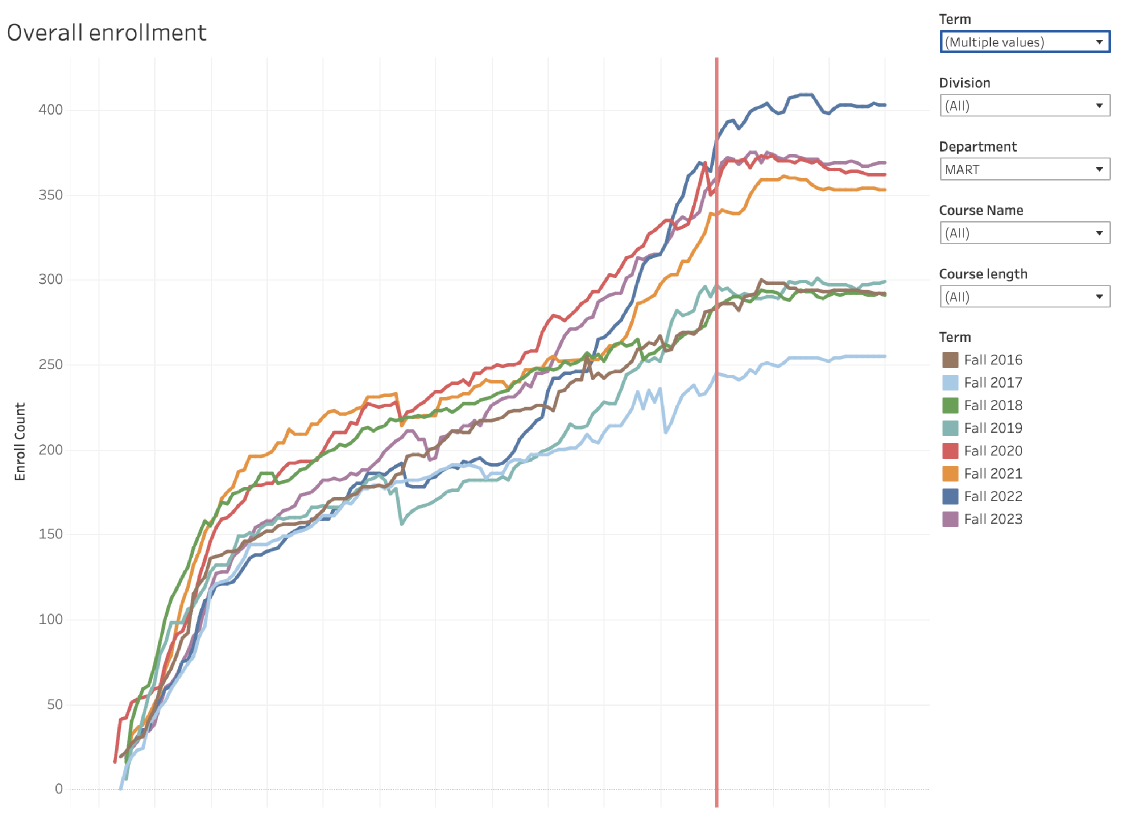 Overall enrollment
Enroll Count
400
350
300
250
200
150
100
50
0
Term
(Multiple values)
Division
(All)
Department
MART
Course Name
(All)
Course length
(All)
Term
Fall 2016
Fall 2017
Fall 2018
Fall 2019
Fall 2020
Fall 2021
Fall 2022
Fall 2023